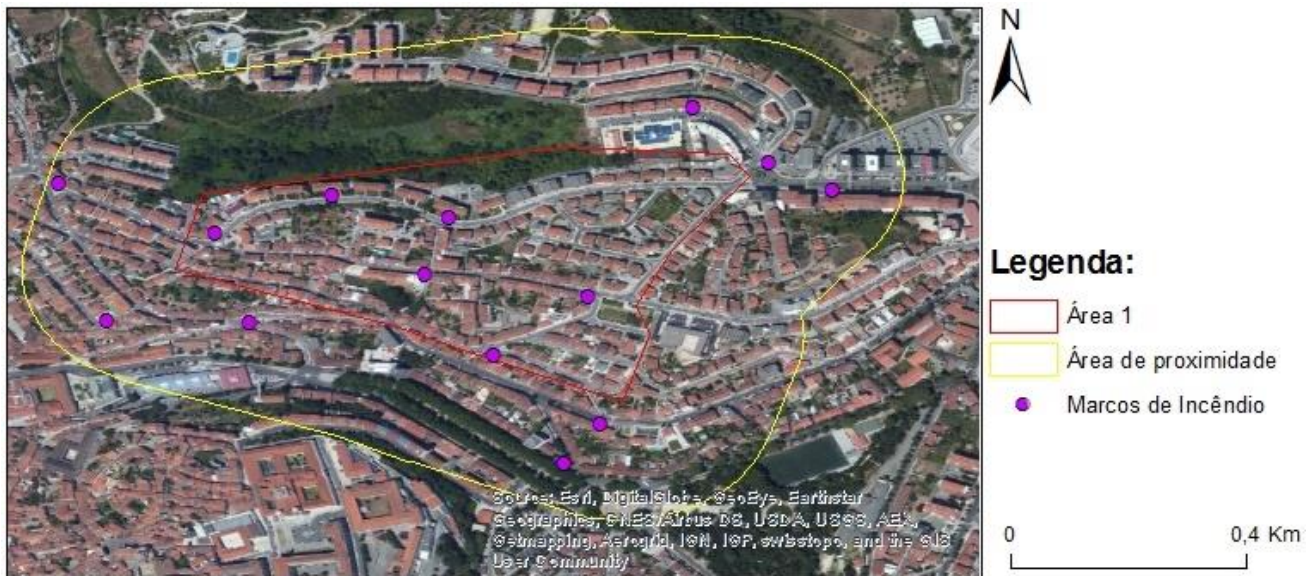 N
Legenda:
Área 1
Área de proximidade
Marcos de Incêndio
Source: Esri, DigitalGlobe, GeoEye, Earthstar
Geographics, CNES/Airbus DS, USDA, USGS, AEX,
Getmapping, Aerogrid, IGN, IGP, swisstopo, and the GIS
User Community
0 0,4 Km